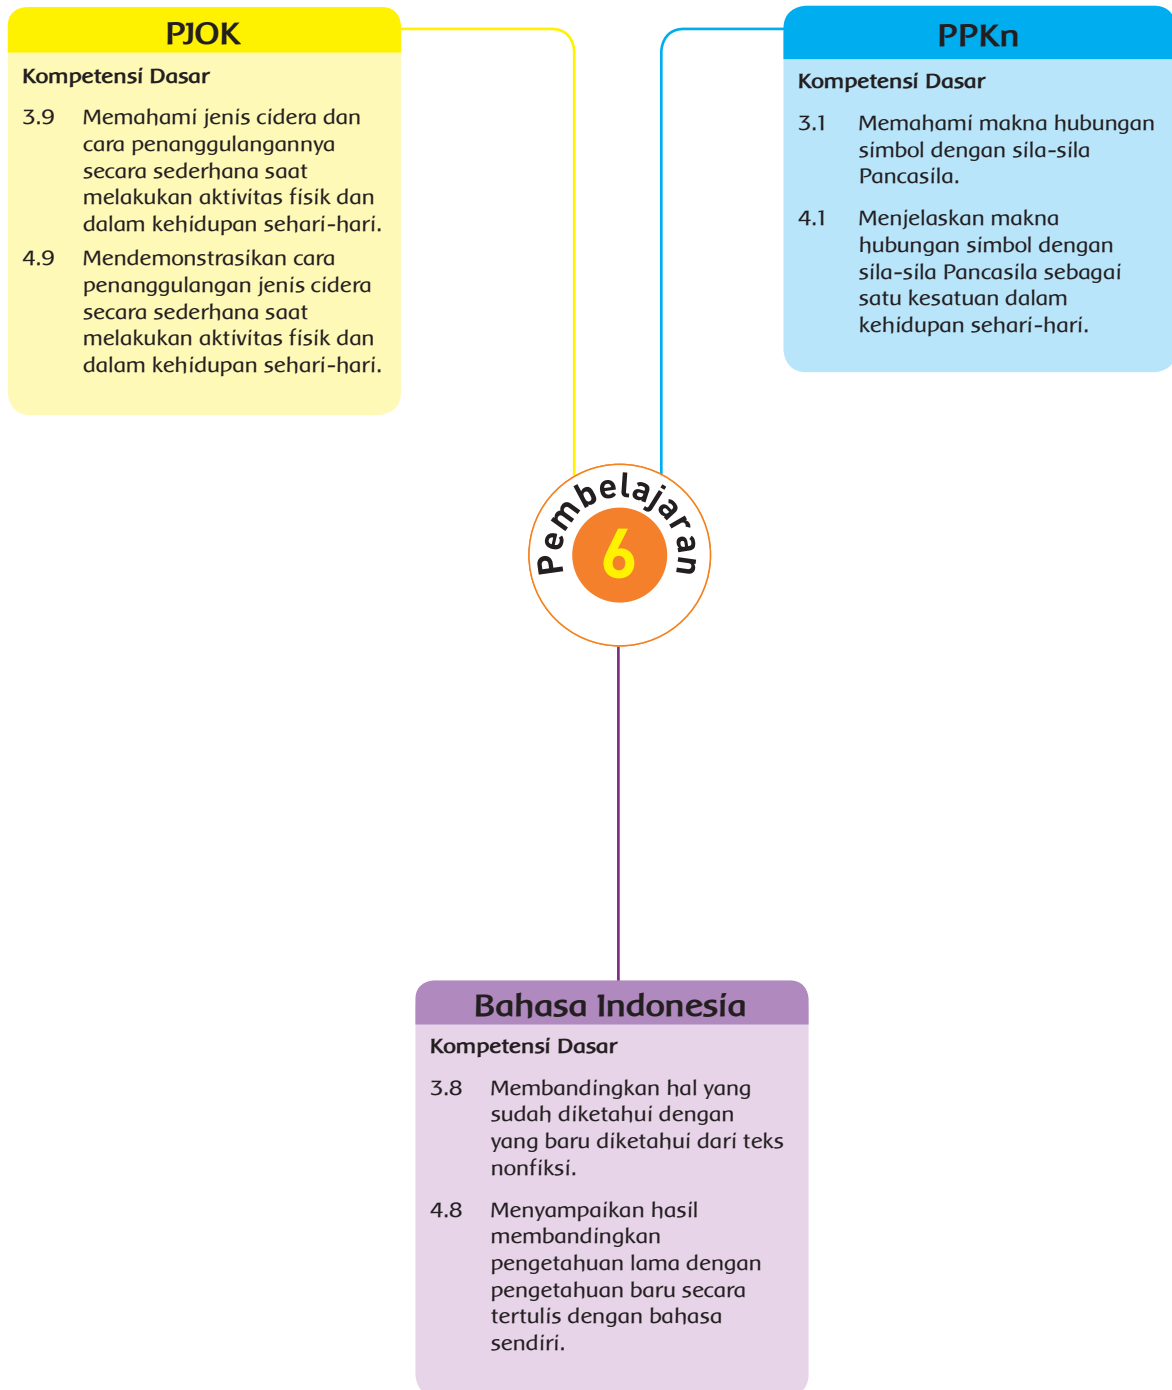 PJOK
Kompetensi Dasar
3.9 Memahami jenis cidera dan
cara penanggulangannya
secara sederhana saat
melakukan aktivitas fisik dan
dalam kehidupan sehari-hari.
4.9 Mendemonstrasikan cara
penanggulangan jenis cidera
secara sederhana saat
melakukan aktivitas fisik dan
dalam kehidupan sehari-hari.
PPKn
Kompetensi Dasar
3.1 Memahami makna hubungan
simbol dengan sila-sila
Pancasila.
4.1 Menjelaskan makna
hubungan simbol dengan
sila-sila Pancasila sebagai
satu kesatuan dalam
kehidupan sehari-hari.
Pembelajaran
6
Bahasa Indonesia
Kompetensi Dasar
3.8 Membandingkan hal yang
sudah diketahui dengan
yang baru diketahui dari teks
nonfiksi.
4.8 Menyampaikan hasil
membandingkan
pengetahuan lama dengan
pengetahuan baru secara
tertulis dengan bahasa
sendiri.